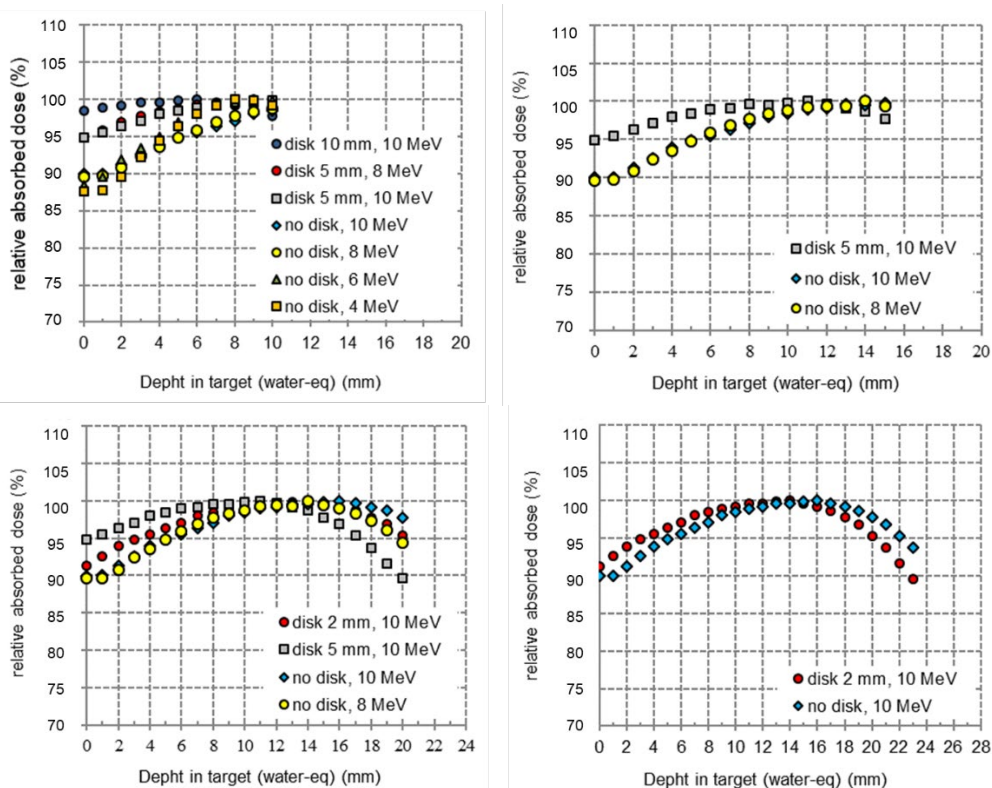 relative absorbed dose (%)
110
105
100
95
90
85
80
75
70
disk 10 mm, 10 MeV
disk 5 mm, 8 MeV
disk 5 mm, 10 MeV
no disk, 10 MeV
no disk, 8 MeV
no disk, 6 MeV
no disk, 4 MeV
0 2 4 6 8 10 12 14 16 18 20
Depht in target (water-eq) (mm)
relative absorbed dose (%)
110
105
100
95
90
85
80
75
70
disk 5 mm, 10 MeV
no disk, 10 MeV
no disk, 8 MeV
0 2 4 6 8 10 12 14 16 18 20
Depht in target (water-eq) (mm)
relative absorbed dose (%)
110
105
100
95
90
85
80
75
70
disk 2 mm, 10 MeV
disk 5 mm, 10 MeV
no disk, 10 MeV
no disk, 8 MeV
0 2 4 6 8 10 12 14 16 18 20 22 24
Depht in target (water-eq) (mm)
relative absorbed dose (%)
110
105
100
95
90
85
80
75
70
disk 2 mm, 10 MeV
no disk, 10 MeV
0 2 4 6 8 10 12 14 16 18 20 22 24 26 28
Depht in target (water-eq) (mm)